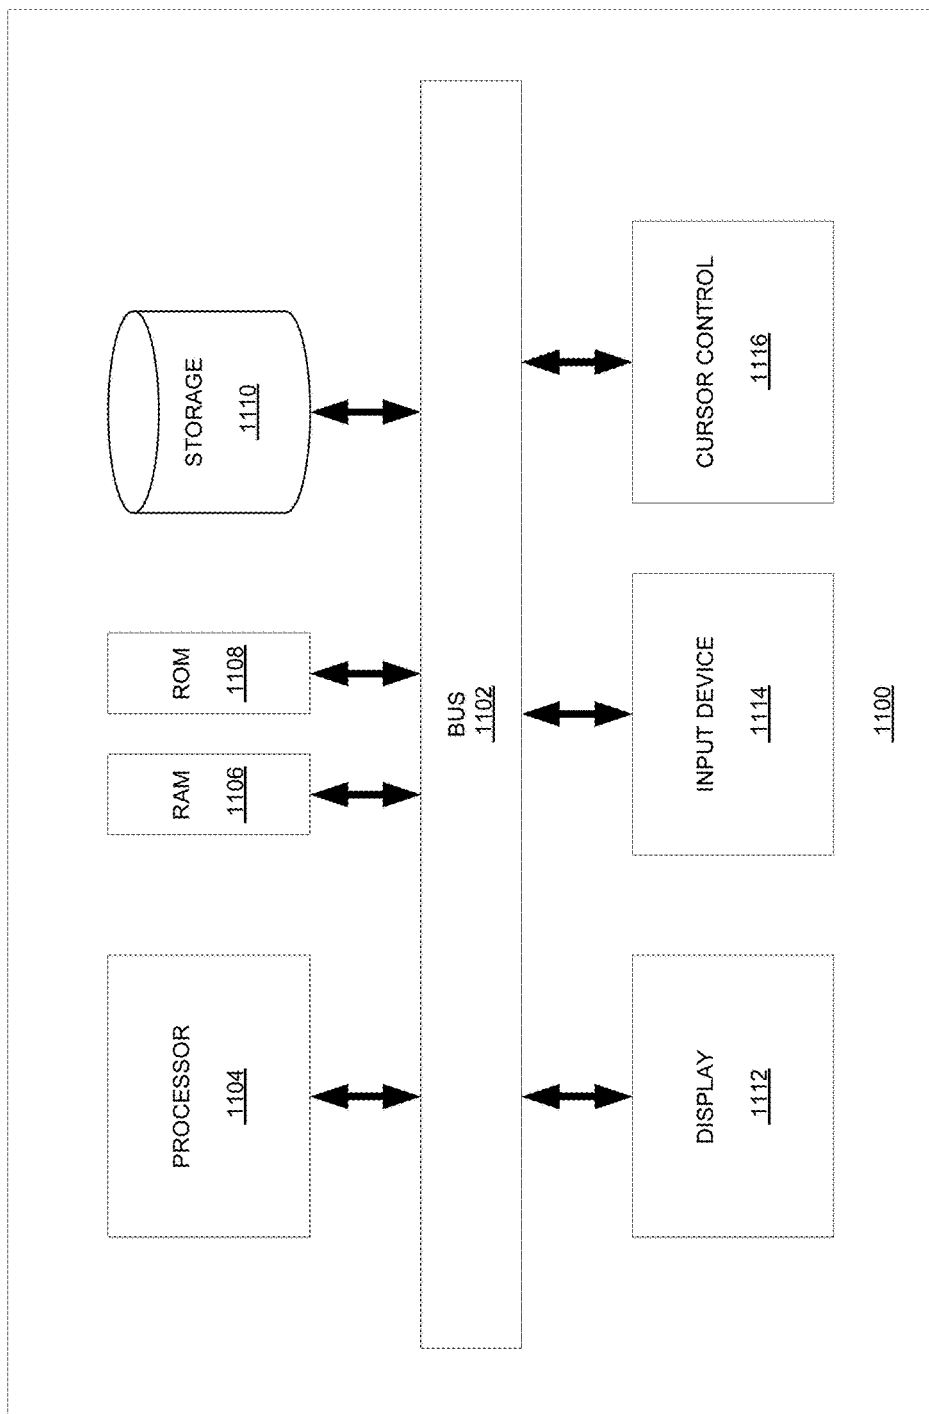 PROCESSOR
1104
RAM
1106
ROM
1108
STORAGE
1110
BUS
1102
DISPLAY
1112
INPUT DEVICE
1114
CURSOR CONTROL
1116
1100